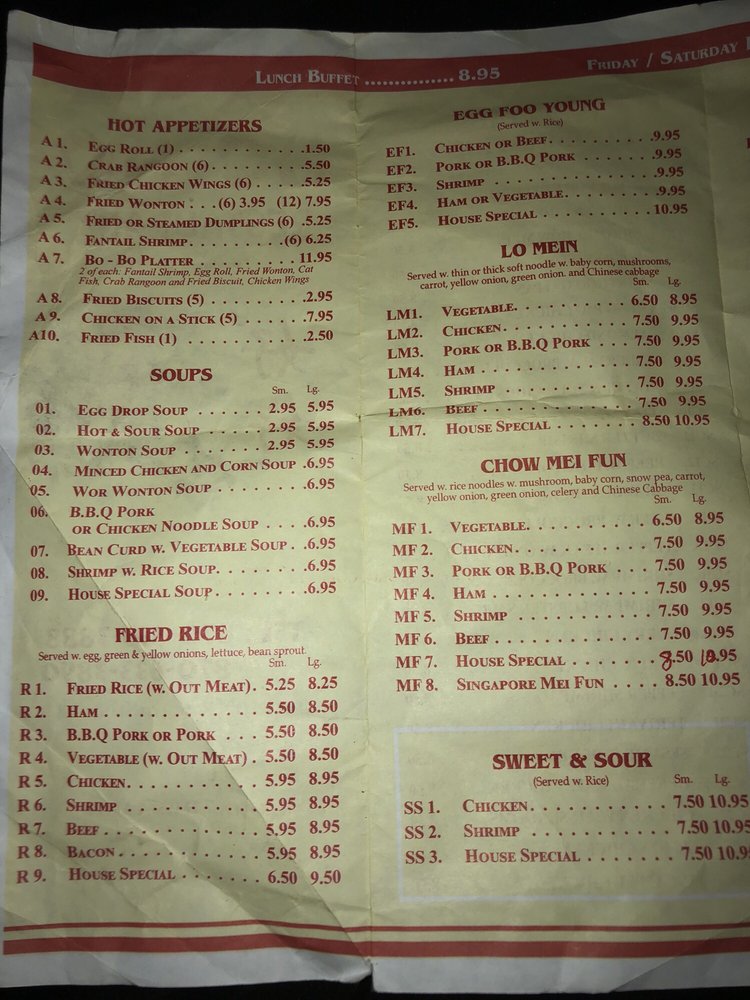 LUNCH BUFFET ................ 8.95
FRIDAY / SATURDAY
HOT APPETIZERS
A 1. EGG ROLL (1) . . . . . . . . . . . .1.50
A 2. CRAB RANGOON (6) . . . . . . . . .5.50
A 3. FRIED CHICKEN WINGS (6) . . . . .5.25
A 4. FRIED WONTON . . .(6) 3.95 (12) 7.95
A 5. FRIED OR STEAMED DUMPLINGS (6) .5.25
A 6. FANTAIL SHRIMP. . . . . . . . .(6) 6.25
A 7. BO - BO PLATTER . . . . . . . . . 11.95
2 of each: Fantail Shrimp, Egg Roll, Fried Wonton, Cat
Fish, Crab Rangoon and Fried Biscuit, Chicken Wings
A 8. FRIED BISCUITS (5) . . . . . . . . .2.95
A 9. CHICKEN ON A STICK (5) . . . . . .7.95
A10. FRIED FISH (1) . . . . . . . . . . .2.50
SOUPS
Sm. Lg.
01. EGG DROP SOUP . . . . . . 2.95 5.95
02. HOT & SOUR SOUP . . . . . 2.95 5.95
03. WONTON SOUP . . . . . . . 2.95 5.95
04. MINCED CHICKEN AND CORN SOUP .6.95
05. WOR WONTON SOUP . . . . . . . . .6.95
06. B.B.Q PORK
OR CHICKEN NOODLE SOUP . . . . .6.95
07. BEAN CURD W. VEGETABLE SOUP . .6.95
08. SHRIMP W. RICE SOUP. . . . . . . . .6.95
09. HOUSE SPECIAL SOUP. . . . . . . . .6.95
FRIED RICE
Served w. egg, green & yellow onions, lettuce, bean sprout.
Sm. Lg.
R 1. FRIED RICE (W. OUT MEAT) . 5.25 8.25
R 2. HAM . . . . . . . . . . . . . 5.50 8.50
R 3. B.B.Q PORK OR PORK . . . . 5.50 8.50
R 4. VEGETABLE (W. OUT MEAT) . 5.50 8.50
R 5. CHICKEN. . . . . . . . . . . . 5.95 8.95
R 6. SHRIMP . . . . . . . . . . . . 5.95 8.95
R 7. BEEF . . . . . . . . . . . . . 5.95 8.95
R 8. BACON . . . . . . . . . . . . 5.95 8.95
R 9. HOUSE SPECIAL . . . . . . . 6.50 9.50
EGG FOO YOUNG
(Served w. Rice)
EF1. CHICKEN OR BEEF. . . . . . . . . .9.95
EF2. PORK OR B.B.Q PORK . . . . . . . .9.95
EF3. SHRIMP . . . . . . . . . . . . . .9.95
EF4. HAM OR VEGETABLE. . . . . . . . .9.95
EF5. HOUSE SPECIAL . . . . . . . . . . 10.95
LO MEIN
Served w. thin or thick soft noodle w. baby corn, mushrooms,
carrot, yellow onion, green onion. and Chinese cabbage
Sm. Lg.
LM1. VEGETABLE. . . . . . . . . . 6.50 8.95
LM2. CHICKEN. . . . . . . . . . . 7.50 9.95
LM3. PORK OR B.B.Q PORK . . . 7.50 9.95
LM4. HAM . . . . . . . . . . . . . 7.50 9.95
LM5. SHRIMP . . . . . . . . . . . 7.50 9.95
LM6. BEEF . . . . . . . . . . . . . 7.50 9.95
LM7. HOUSE SPECIAL . . . . . . . 8.50 10.95
CHOW MEI FUN
Served w. rice noodles w. mushroom, baby corn, snow pea, carrot,
yellow onion, green onion, celery and Chinese Cabbage
Sm. Lg.
MF 1. VEGETABLE. . . . . . . . . . 6.50 8.95
MF 2. CHICKEN. . . . . . . . . . . 7.50 9.95
MF 3. PORK OR B.B.Q PORK . . . . 7.50 9.95
MF 4. HAM . . . . . . . . . . . . . 7.50 9.95
MF 5. SHRIMP . . . . . . . . . . . 7.50 9.95
MF 6. BEEF . . . . . . . . . . . . . 7.50 9.95
MF 7. HOUSE SPECIAL . . . . . . . 8.50 10.95
MF 8. SINGAPORE MEI FUN . . . . 8.50 10.95
SWEET & SOUR
(Served w. Rice) Sm. Lg.
SS 1. CHICKEN. . . . . . . . . . . 7.50 10.95
SS 2. SHRIMP . . . . . . . . . . . 7.50 10.95
SS 3. HOUSE SPECIAL . . . . . . . 7.50 10.9